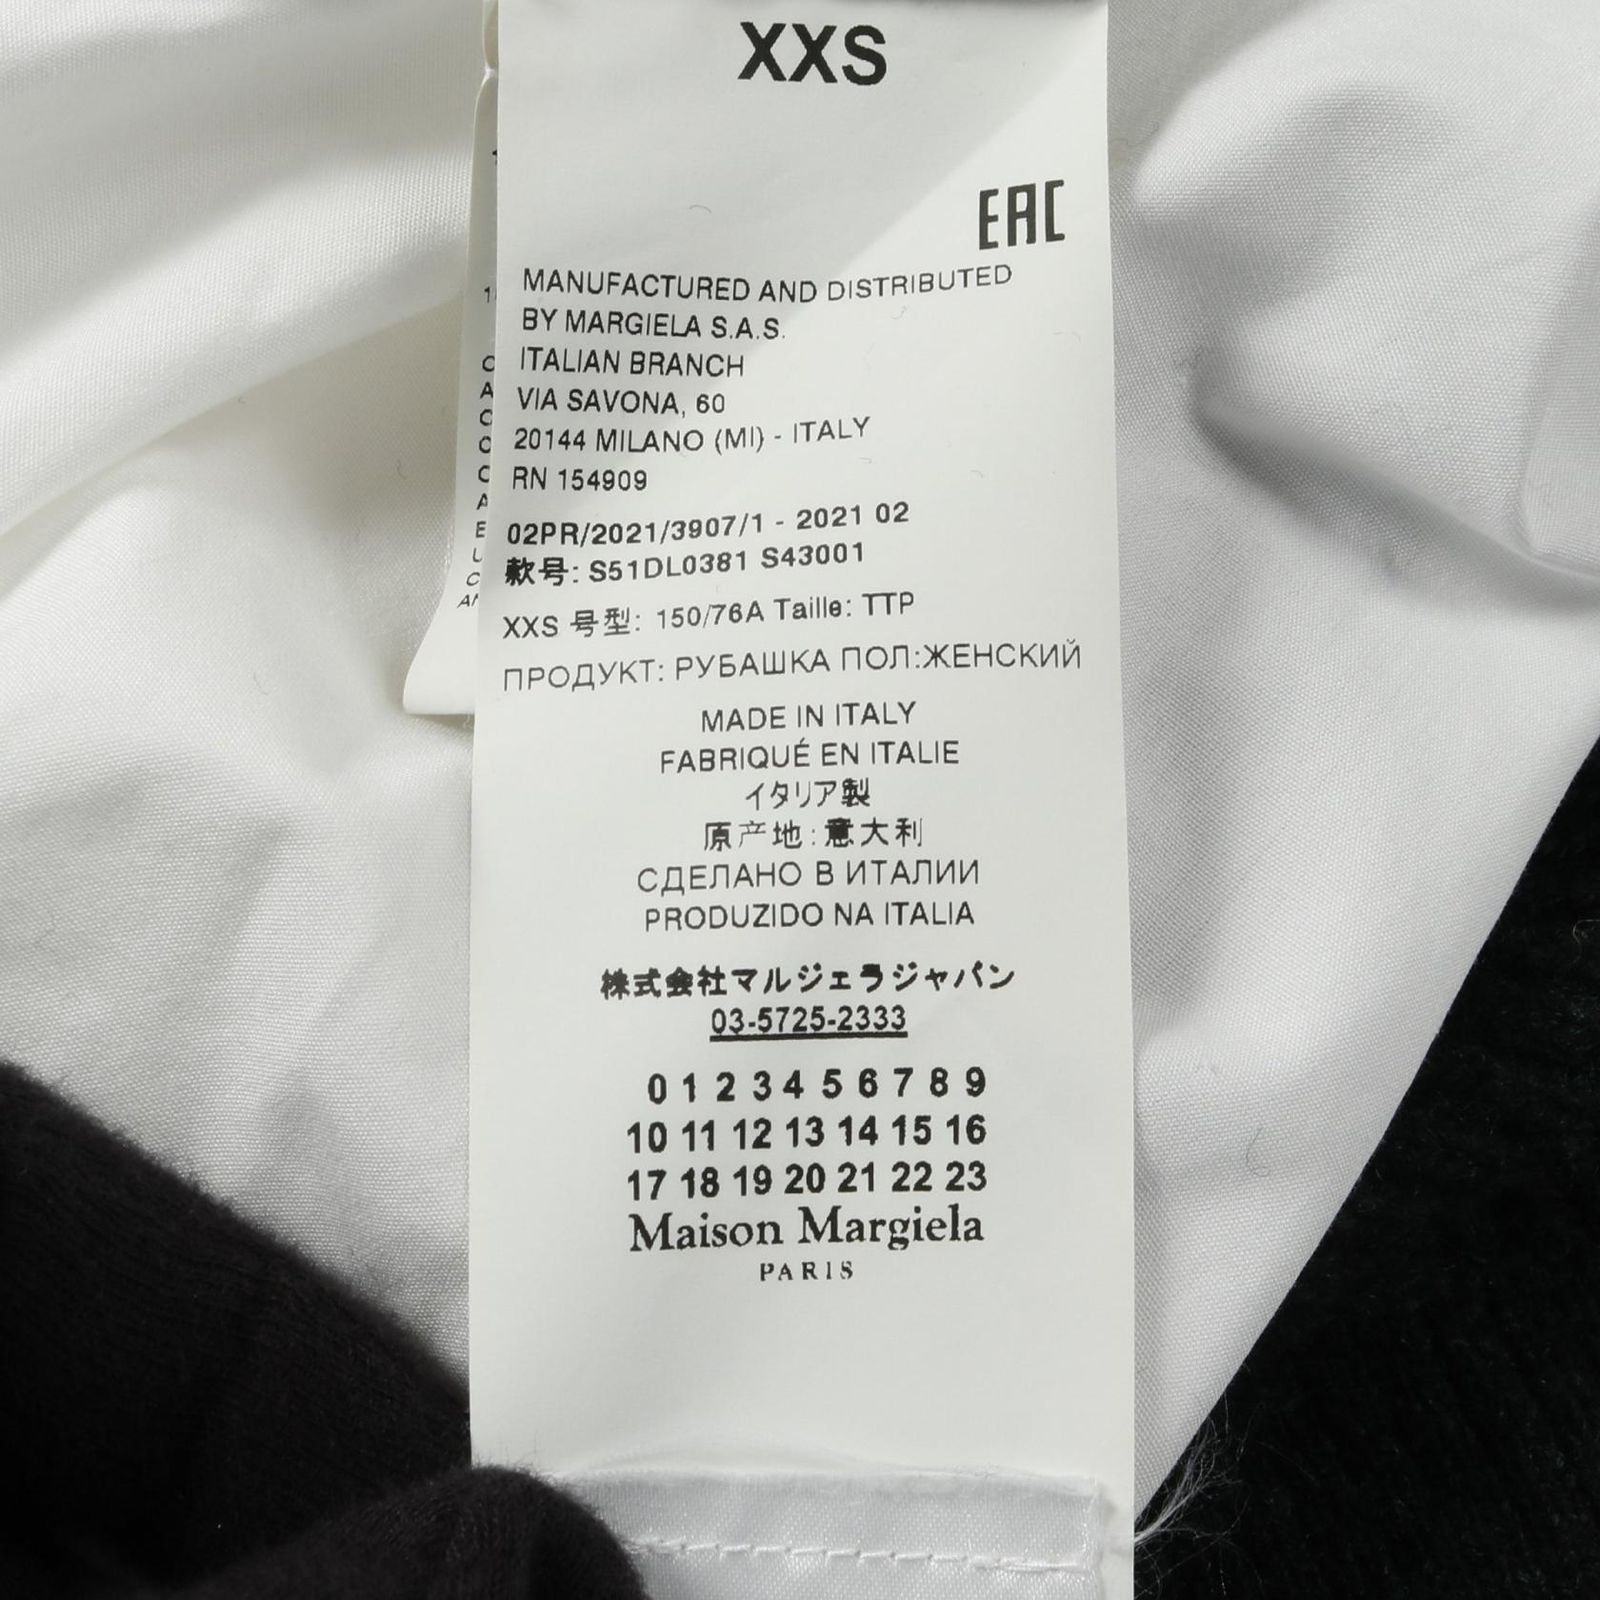 XXS
EAC
MANUFACTURED AND DISTRIBUTED
BY MARGIELA S.A.S.
ITALIAN BRANCH
VIA SAVONA, 60
20144 MILANO (MI) - ITALY
RN 154909
02PR/2021/3907/1 - 2021 02
款号: S51DL0381 S43001
XXS 号型: 150/76A Taille: TTP
ПРОДУКТ: РУБАШКА ПОЛ:ЖЕНСКИЙ
MADE IN ITALY
FABRIQUÉ EN ITALIE
イタリア製
原产地: 意大利
СДЕЛАНО В ИТАЛИИ
PRODUZIDO NA ITALIA
株式会社マルジェラジャパン
03-5725-2333
0 1 2 3 4 5 6 7 8 9
10 11 12 13 14 15 16
17 18 19 20 21 22 23
Maison Margiela
PARIS